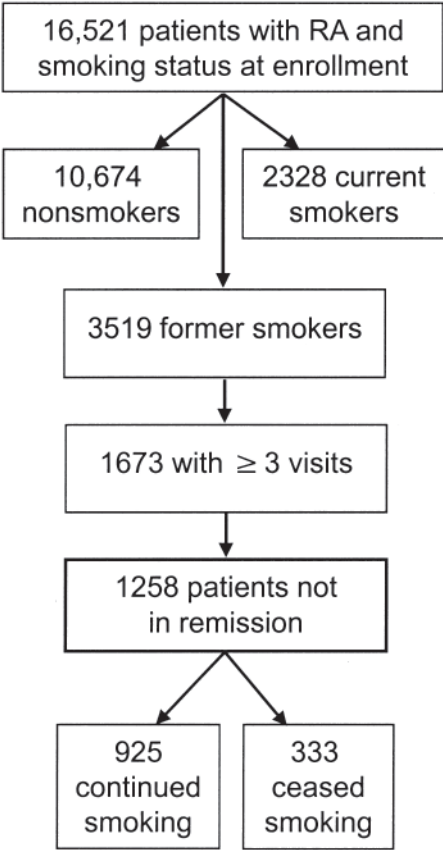 16,521 patients with RA and
smoking status at enrollment
10,674
nonsmokers
2328 current
smokers
3519 former smokers
1673 with ≥ 3 visits
1258 patients not
in remission
925
continued
smoking
333
ceased
smoking